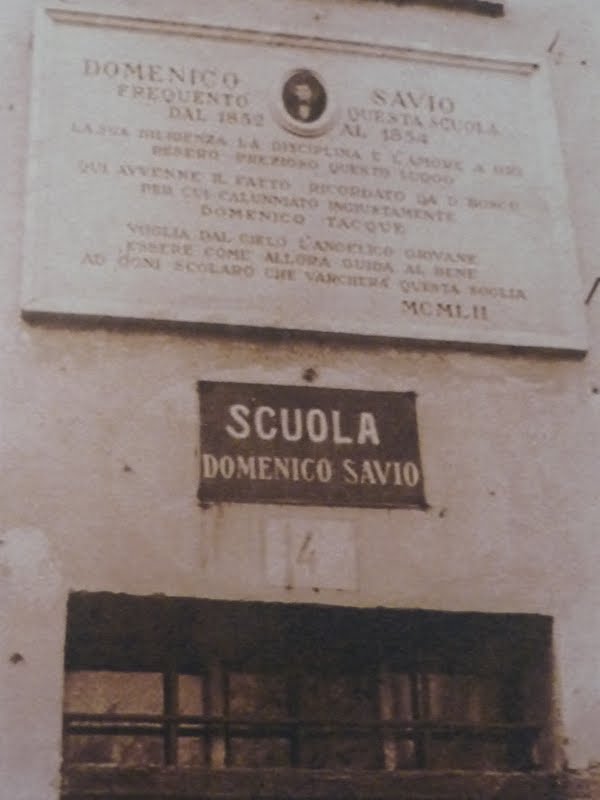 DOMENICO SAVIO
FREQUENTO QUESTA SCUOLA
DAL 1852 AL 1854
LA SUA DILIGENZA LA DISCIPLINA E L'AMORE A DIO
RESERO PREZIOSO QUESTO LUOGO
QUI AVVENNE IL FATTO RICORDATO DA D BOSCO
PER CUI CALUNNIATO INGIUSTAMENTE
DOMENICO TACQUE
VOGLIA DAL CIELO L'ANGELICO GIOVANE
ESSERE COME ALLORA GUIDA AL BENE
AD OGNI SCOLARO CHE VARCHERÀ QUESTA SOGLIA
MCMLII
SCUOLA
DOMENICO SAVIO
4